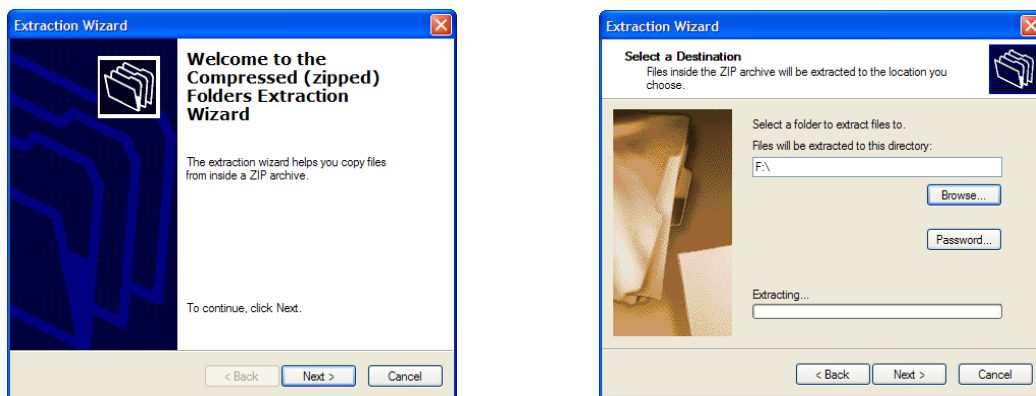 Extraction Wizard
Welcome to the
Compressed (zipped)
Folders Extraction
Wizard
The extraction wizard helps you copy files
from inside a ZIP archive.
To continue, click Next.
< Back
Next >
Cancel
Extraction Wizard
Select a Destination
Files inside the ZIP archive will be extracted to the location you
choose.
Select a folder to extract files to.
Files will be extracted to this directory:
F:\
Browse...
Password...
Extracting...
< Back
Next >
Cancel